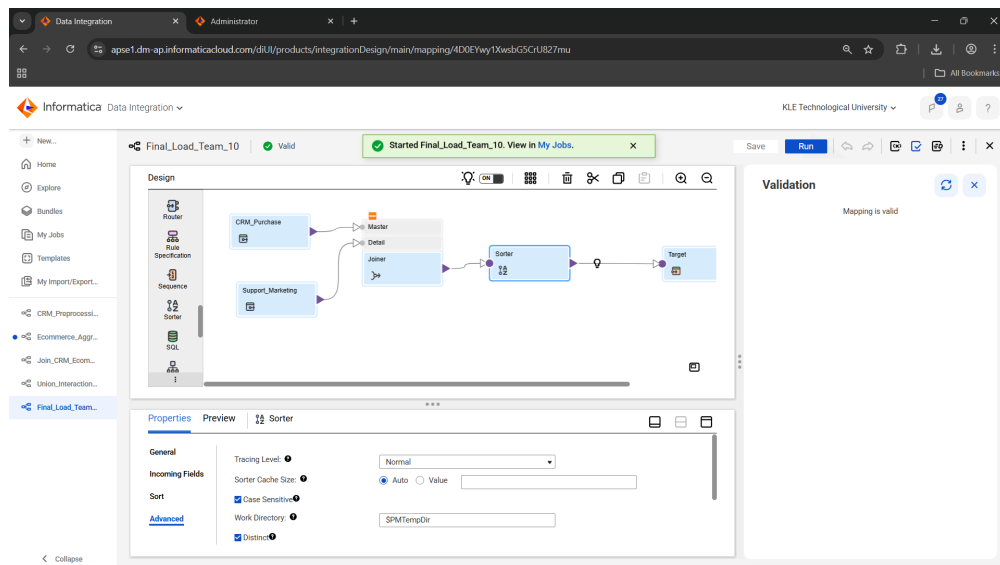 Data Integration
Administrator
apse1.dm-ap.informaticacloud.com/diUI/products/integrationDesign/main/mapping/4D0EYwy1XwsbG5CrU827mu
All Bookmarks
Informatica Data Integration
KLE Technological University
27
?
New...
Home
Explore
Bundles
My Jobs
Templates
My Import/Export...
CRM_Preprocessi...
Ecommerce_Aggr...
Join_CRM_Ecom...
Union_Interaction...
Final_Load_Team...
Collapse
Final_Load_Team_10
Valid
Started Final_Load_Team_10. View in My Jobs.
Save
Run
Design
ON
Router
Rule
Specification
Sequence
Sorter
SQL
CRM_Purchase
Support_Marketing
Master
Detail
Joiner
Sorter
Target
Validation
Mapping is valid
Properties
Preview
Sorter
General
Incoming Fields
Sort
Advanced
Tracing Level:
Normal
Sorter Cache Size:
Auto
Value
Case Sensitive
Work Directory:
$PMTempDir
Distinct